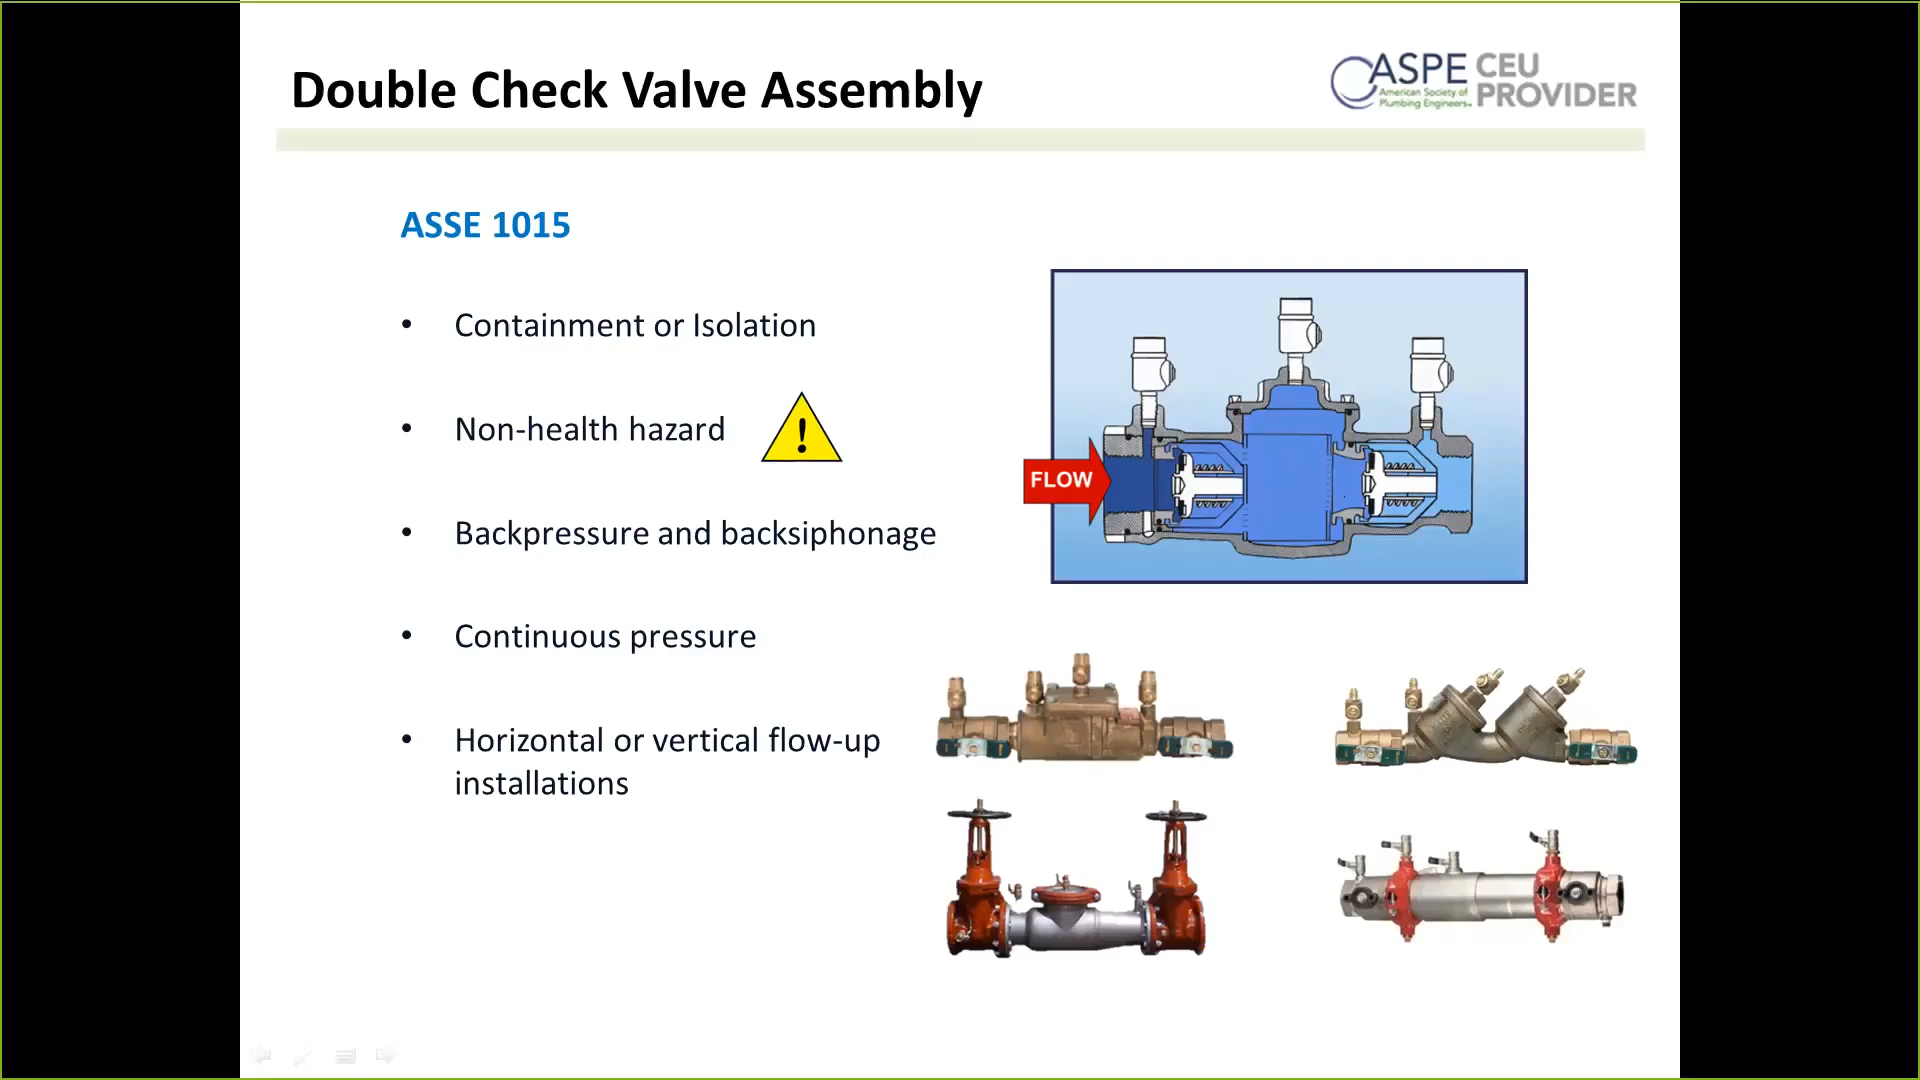 Double Check Valve Assembly
ASPE CEU
American Society of
Plumbing Engineers
PROVIDER
ASSE 1015
• Containment or Isolation
• Non-health hazard
!
• Backpressure and backsiphonage
• Continuous pressure
• Horizontal or vertical flow-up
installations
FLOW